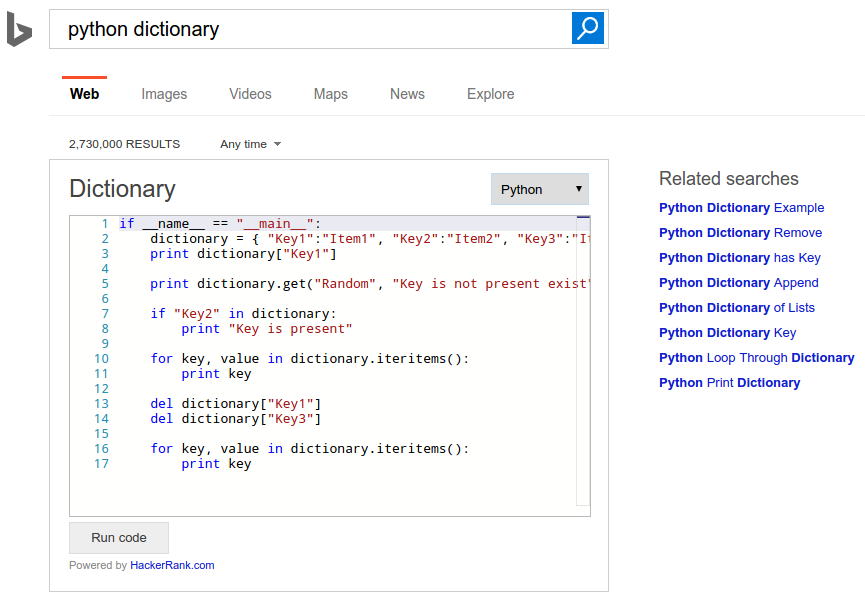 python dictionary
Web Images Videos Maps News Explore
2,730,000 RESULTS Any time
Dictionary
Python
1 if __name__ == "__main__":
2 dictionary = { "Key1":"Item1", "Key2":"Item2", "Key3":"It
3 print dictionary["Key1"]
4
5 print dictionary.get("Random", "Key is not present exist"
6
7 if "Key2" in dictionary:
8 print "Key is present"
9
10 for key, value in dictionary.iteritems():
11 print key
12
13 del dictionary["Key1"]
14 del dictionary["Key3"]
15
16 for key, value in dictionary.iteritems():
17 print key
Run code
Powered by HackerRank.com
Related searches
Python Dictionary Example
Python Dictionary Remove
Python Dictionary has Key
Python Dictionary Append
Python Dictionary of Lists
Python Dictionary Key
Python Loop Through Dictionary
Python Print Dictionary